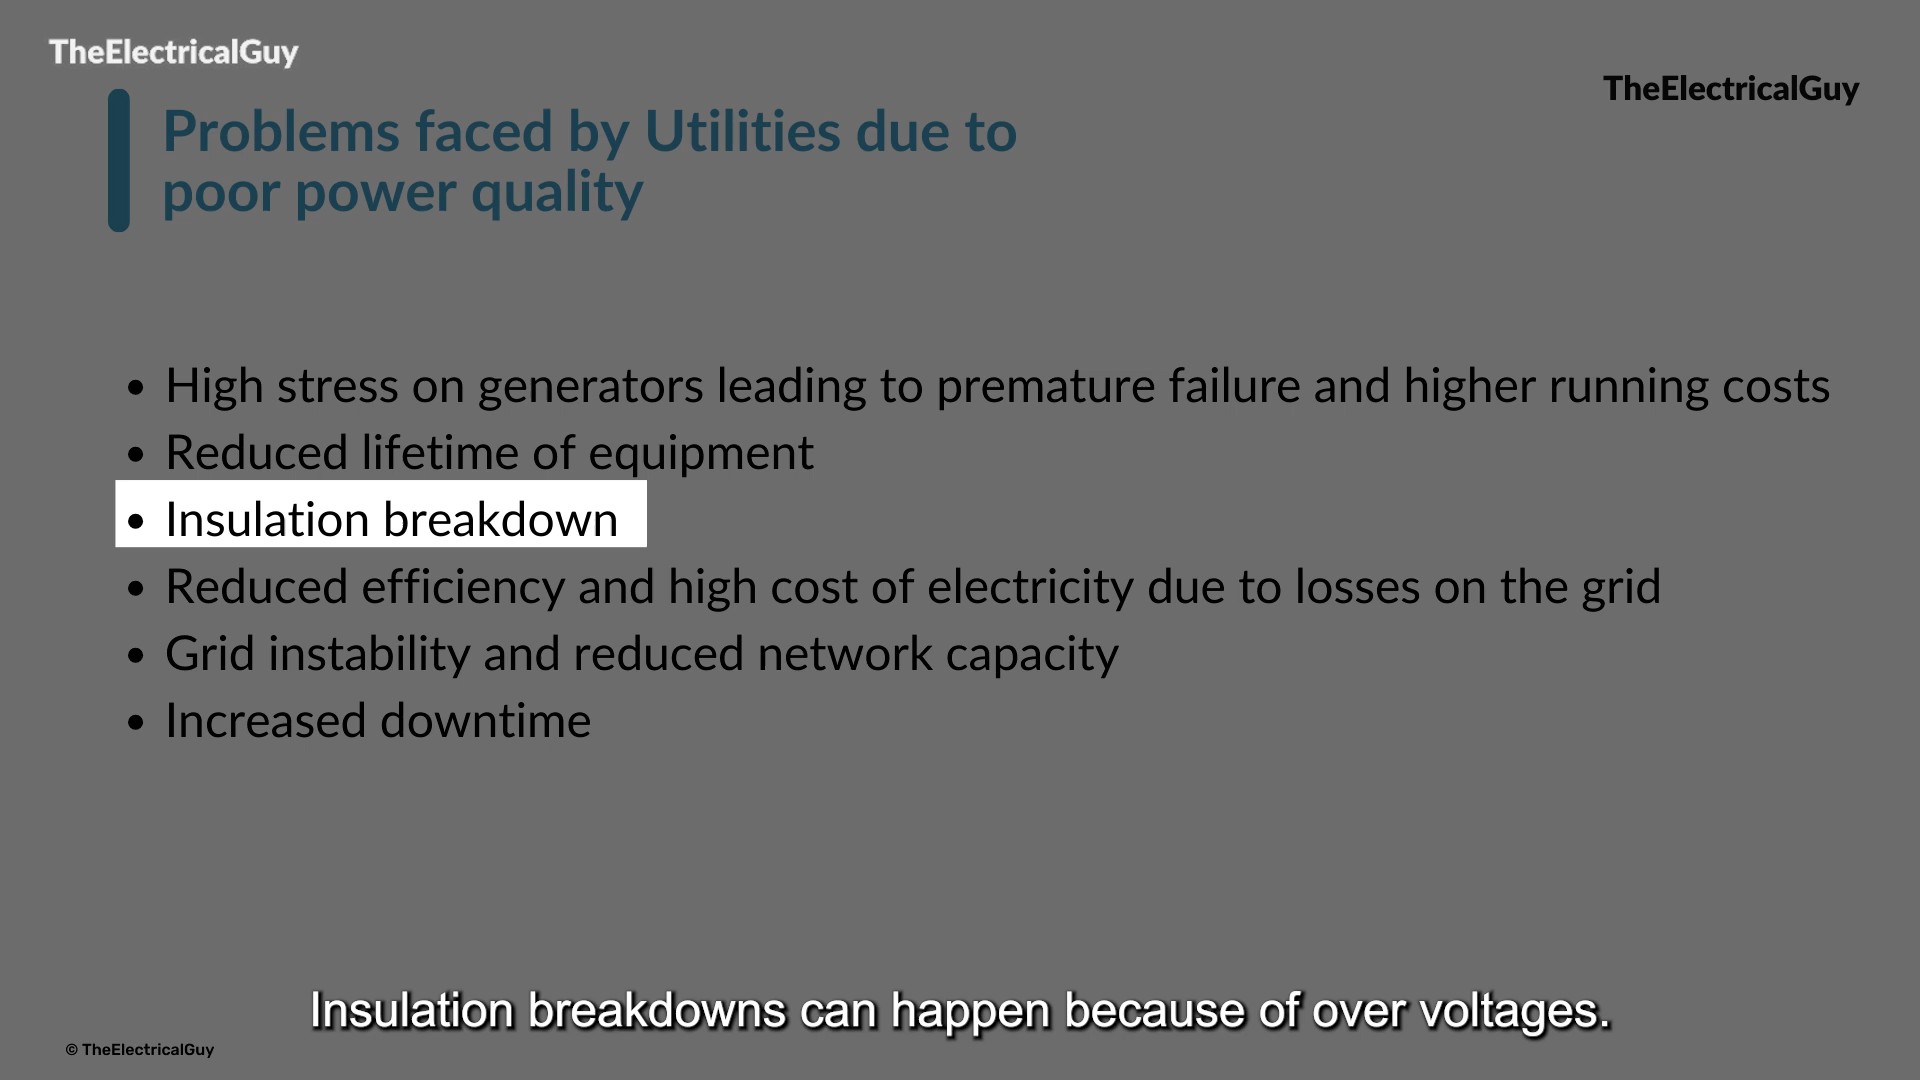 TheElectricalGuy
TheElectricalGuy
Problems faced by Utilities due to
poor power quality
• High stress on generators leading to premature failure and higher running costs
• Reduced lifetime of equipment
• Insulation breakdown
• Reduced efficiency and high cost of electricity due to losses on the grid
• Grid instability and reduced network capacity
• Increased downtime
Insulation breakdowns can happen because of over voltages.
© TheElectricalGuy